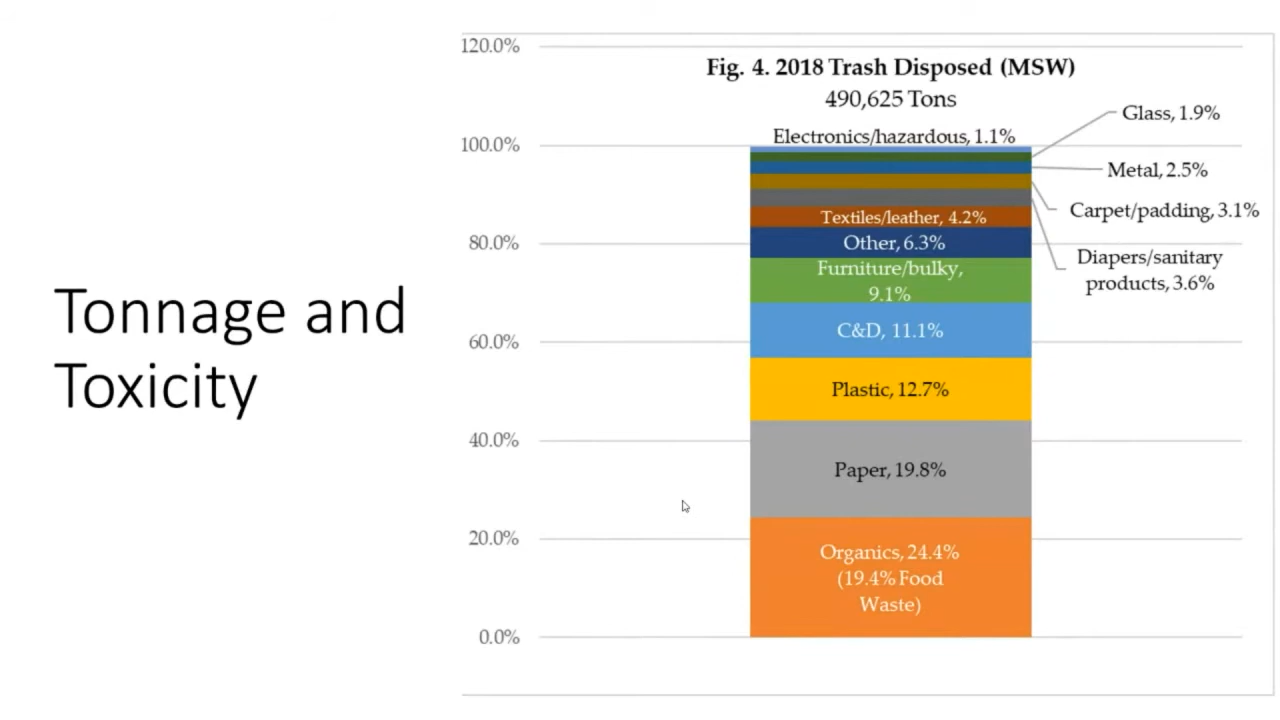 Tonnage and
Toxicity
120.0%
100.0%
80.0%
60.0%
40.0%
20.0%
0.0%
Fig. 4. 2018 Trash Disposed (MSW)
490,625 Tons
Electronics/hazardous, 1.1%
Glass, 1.9%
Metal, 2.5%
Carpet/padding, 3.1%
Diapers/sanitary
products, 3.6%
Textiles/leather, 4.2%
Other, 6.3%
Furniture/bulky,
9.1%
C&D, 11.1%
Plastic, 12.7%
Paper, 19.8%
Organics, 24.4%
(19.4% Food
Waste)